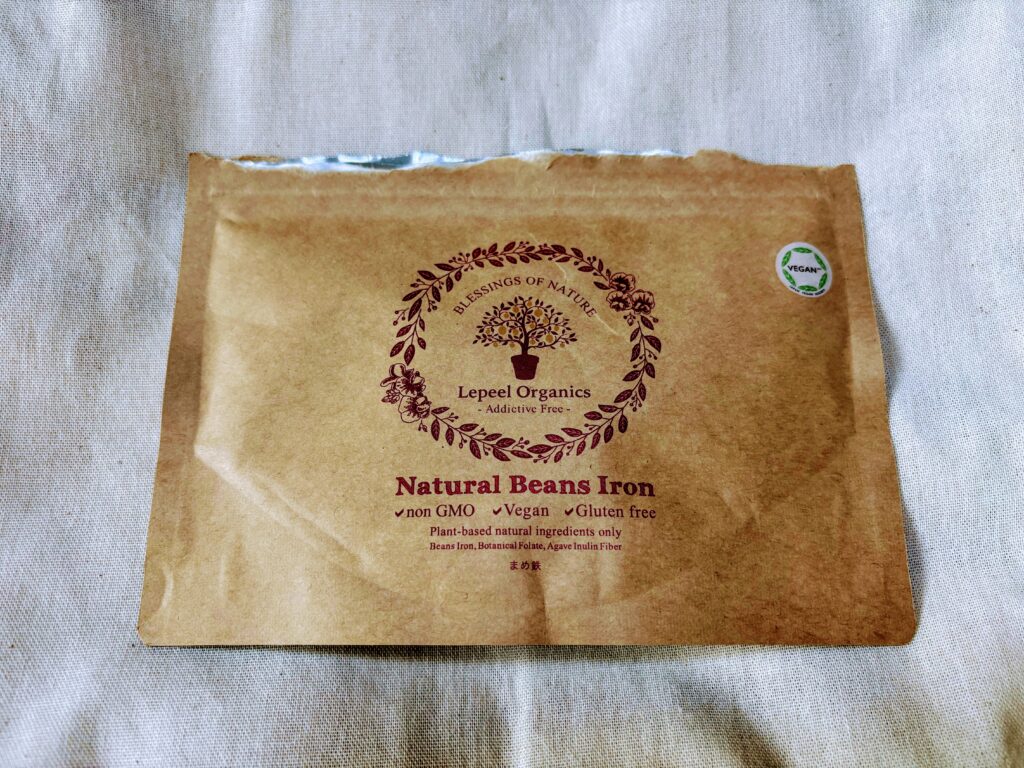 BLESSINGS OF NATURE
Lepeel Organics
- Addictive Free -
VEGAN
Natural Beans Iron
✓non GMO ✓Vegan ✓Gluten free
Plant-based natural ingredients only
Beans Iron, Botanical Folate, Agave Inulin Fiber
まめ鉄